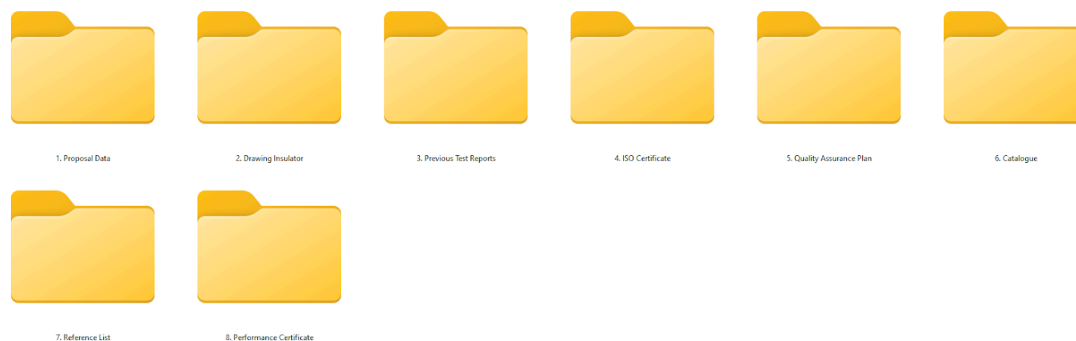 1. Proposal Data
2. Drawing Insulator
3. Previous Test Reports
4. ISO Certificate
5. Quality Assurance Plan
6. Catalogue
7. Reference List
8. Performance Certificate